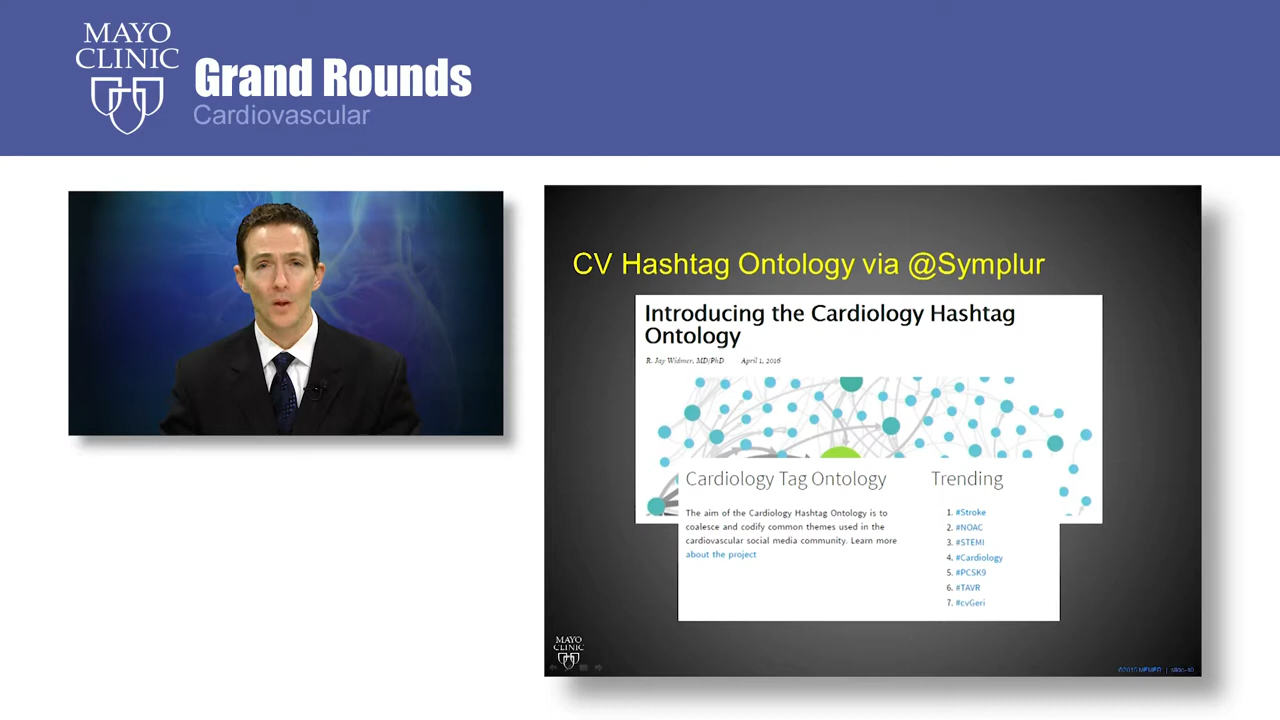 MAYO
CLINIC
Grand Rounds
Cardiovascular
CV Hashtag Ontology via @Symplur
Introducing the Cardiology Hashtag
Ontology
R. Jay Widmer, MD/PhD April 1, 2016
Cardiology Tag Ontology
The aim of the Cardiology Hashtag Ontology is to
coalesce and codify common themes used in the
cardiovascular social media community. Learn more
about the project
Trending
1. #Stroke
2. #NOAC
3. #STEMI
4. #Cardiology
5. #PCSK9
6. #TAVR
7. #cvGeri
MAYO
CLINIC